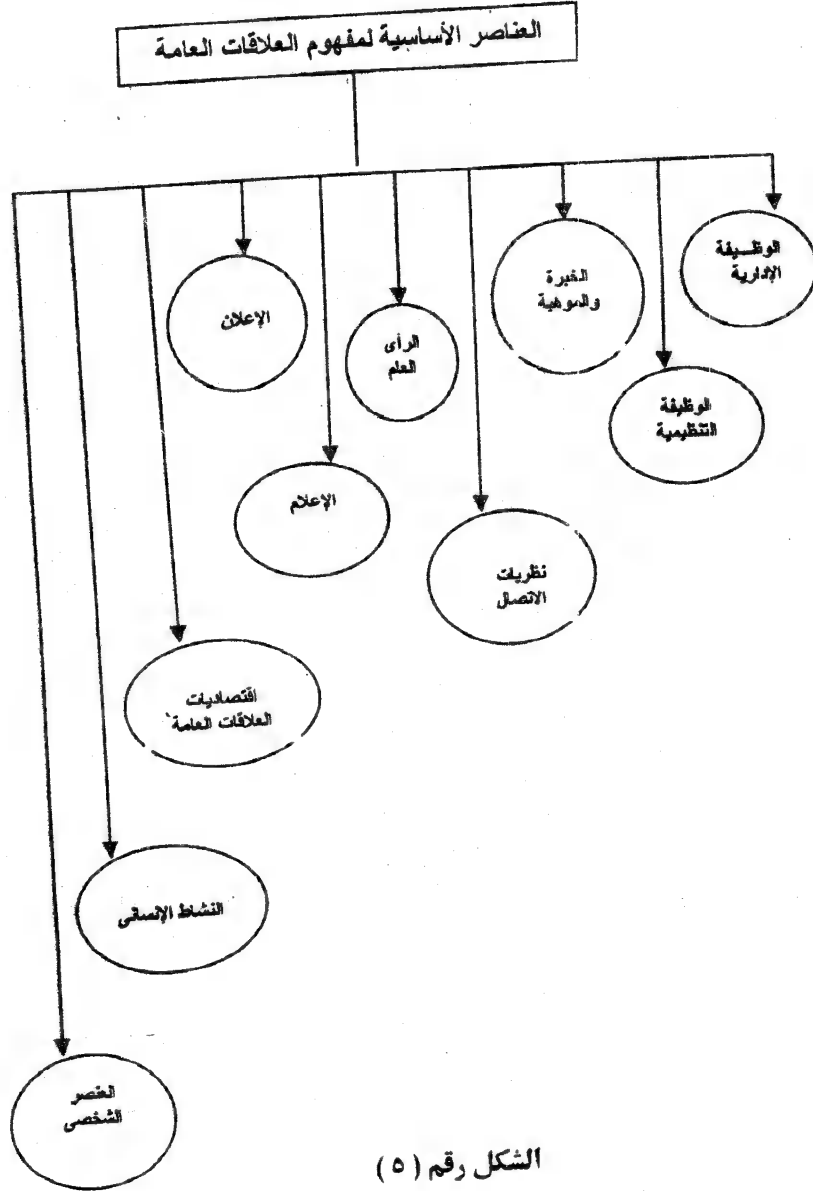 العناصر الأساسية لمفهوم العلاقات العامة
الوظيفة
الإدارية
الوظيفة
التنظيمية
الخبرة
والموهبة
نظريات
الاتصال
الرأى
العام
الإعلام
الإعلان
اقتصاديات
العلاقات العامة
النشاط الإنسانى
العنصر
الشخصى
الشكل رقم ( ٥ )